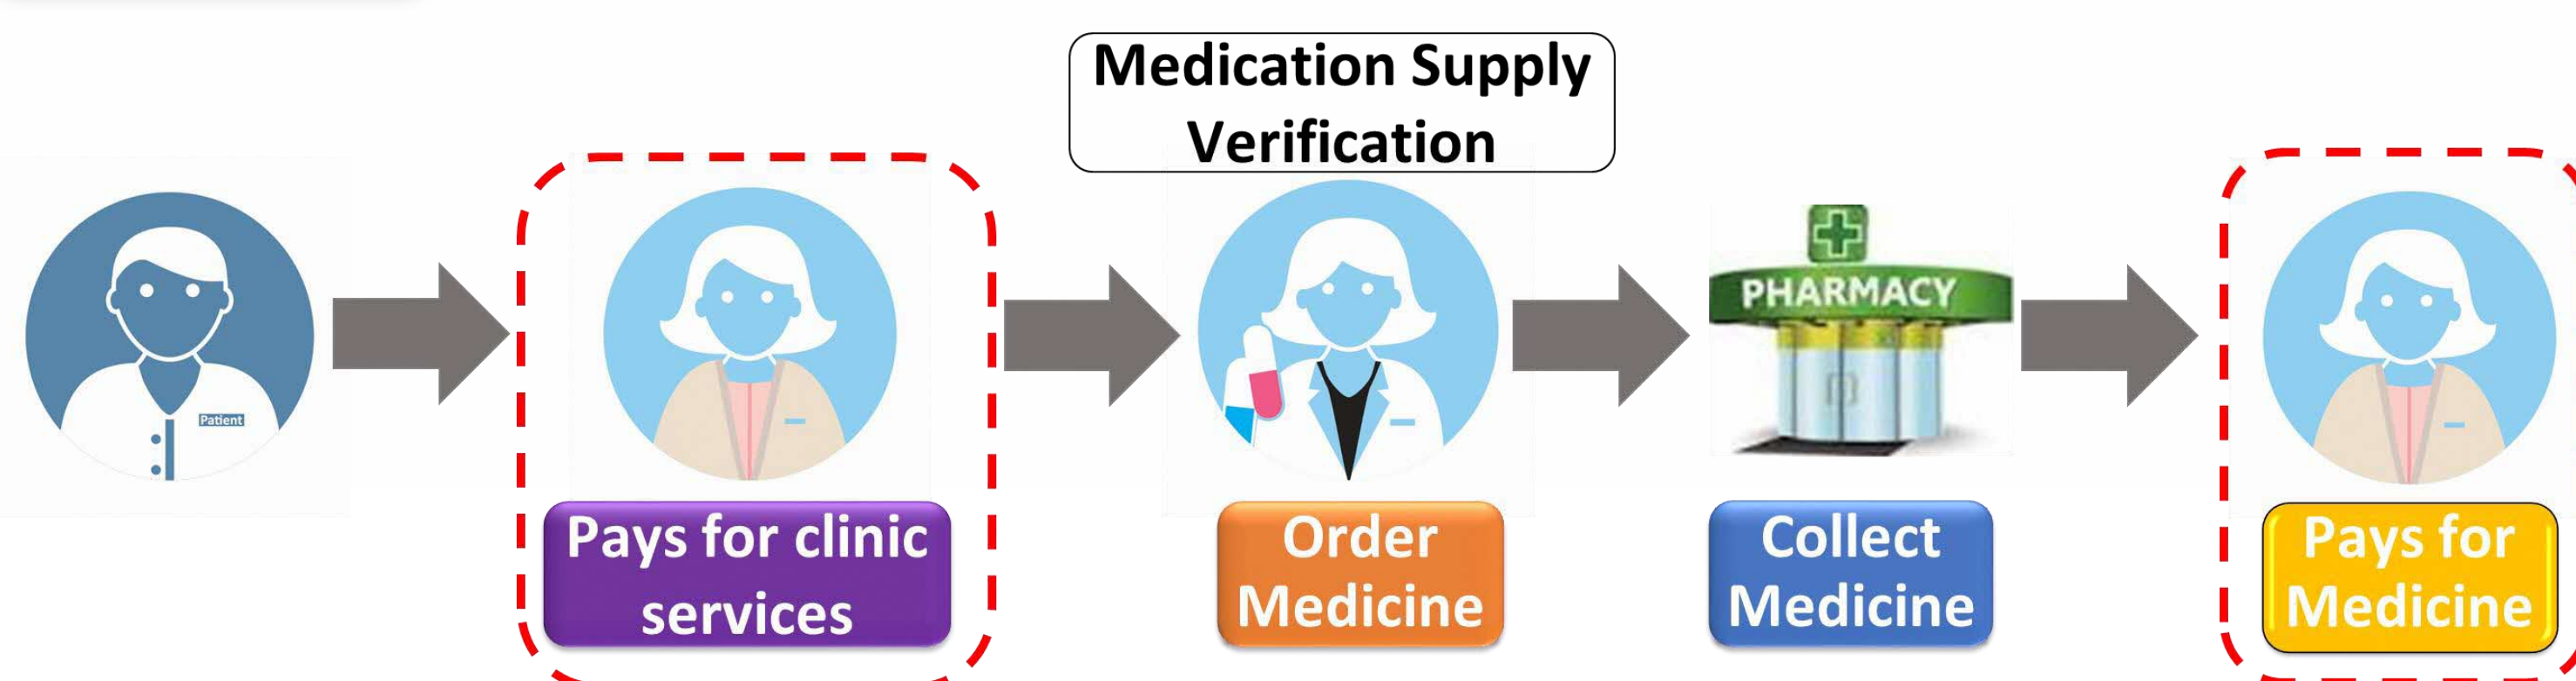 Medication Supply
Verification
Patient
PHARMACY
Pays for clinic
services
Order
Medicine
Collect
Medicine
Pays for
Medicine